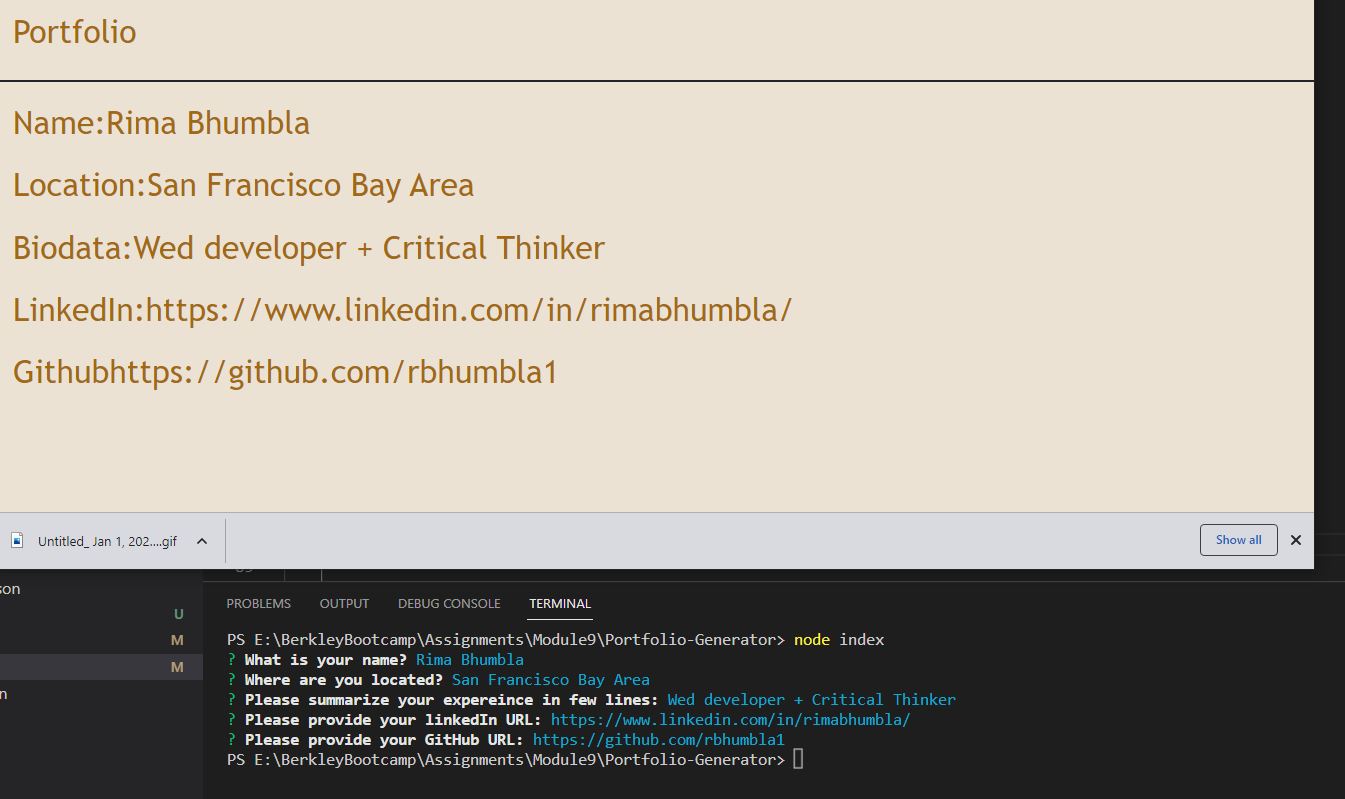 Portfolio
Name:Rima Bhumbla
Location:San Francisco Bay Area
Biodata:Wed developer + Critical Thinker
LinkedIn:https://www.linkedin.com/in/rimabhumbla/
Githubhttps://github.com/rbhumbla1
Untitled_ Jan 1, 202....gif
Show all
son
U
M
M
n
PROBLEMS OUTPUT DEBUG CONSOLE TERMINAL
PS E:\BerkleyBootcamp\Assignments\Module9\Portfolio-Generator> node index
? What is your name? Rima Bhumbla
? Where are you located? San Francisco Bay Area
? Please summarize your expereince in few lines: Wed developer + Critical Thinker
? Please provide your linkedIn URL: https://www.linkedin.com/in/rimabhumbla/
? Please provide your GitHub URL: https://github.com/rbhumbla1
PS E:\BerkleyBootcamp\Assignments\Module9\Portfolio-Generator>